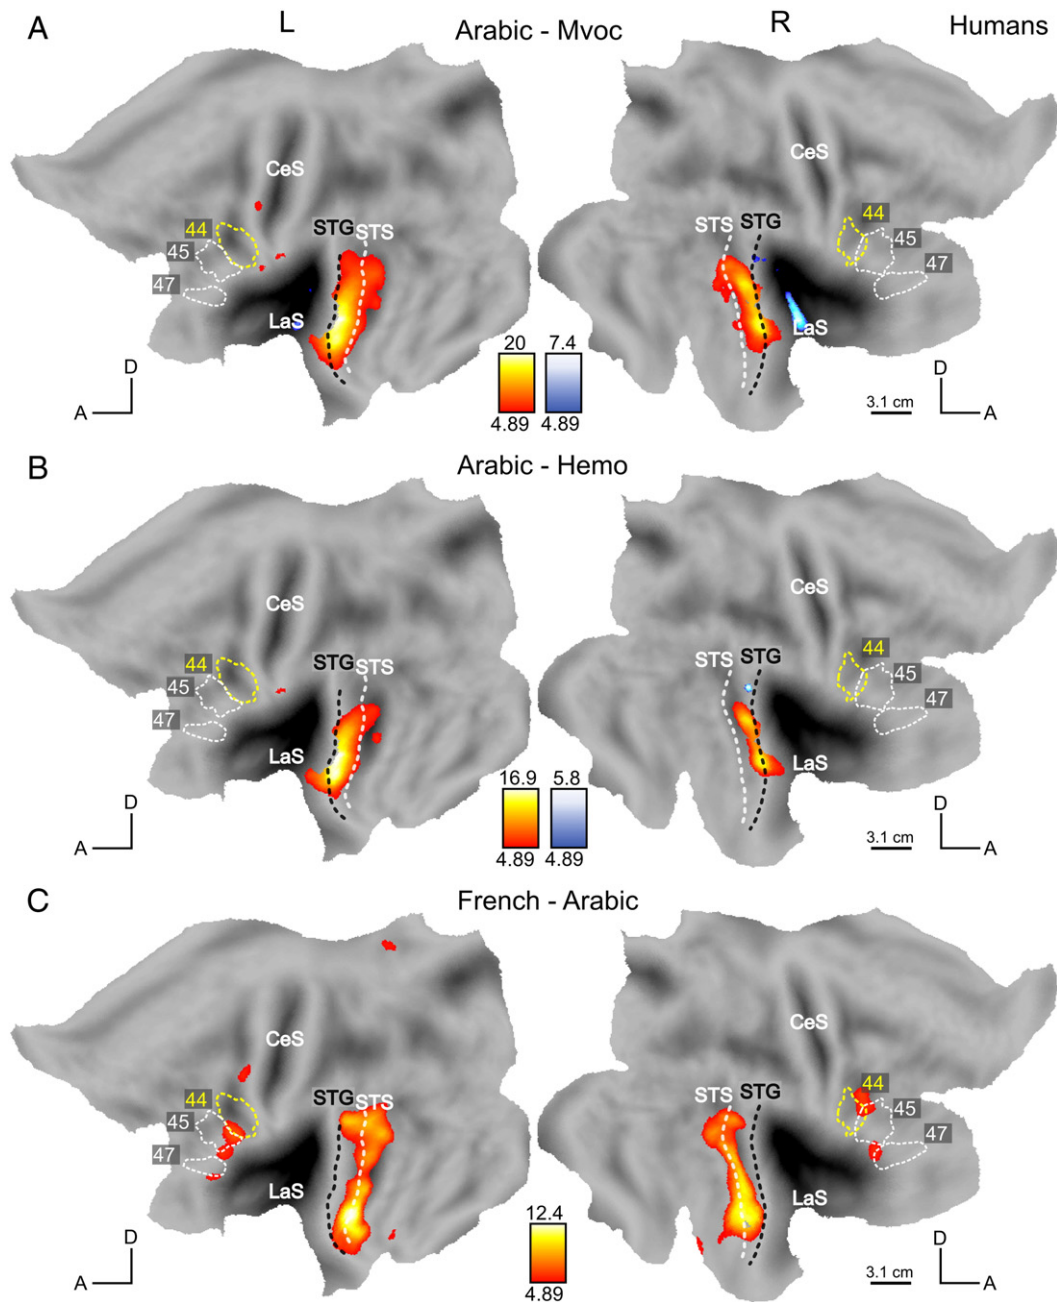 A L Arabic - Mvoc R Humans
CeS CeS
44 STG STS STS STG 44
45 45
47 47
LaS LaS
D 20 7.4 D
A 4.89 4.89 3.1 cm A
B Arabic - Hemo
CeS CeS
44 STG STS STS STG 44
45 45
47 47
LaS LaS
D 16.9 5.8 D
A 4.89 4.89 3.1 cm A
C French - Arabic
CeS CeS
44 STG STS STS STG 44
45 45
47 47
LaS LaS
D 12.4 D
A 4.89 3.1 cm A